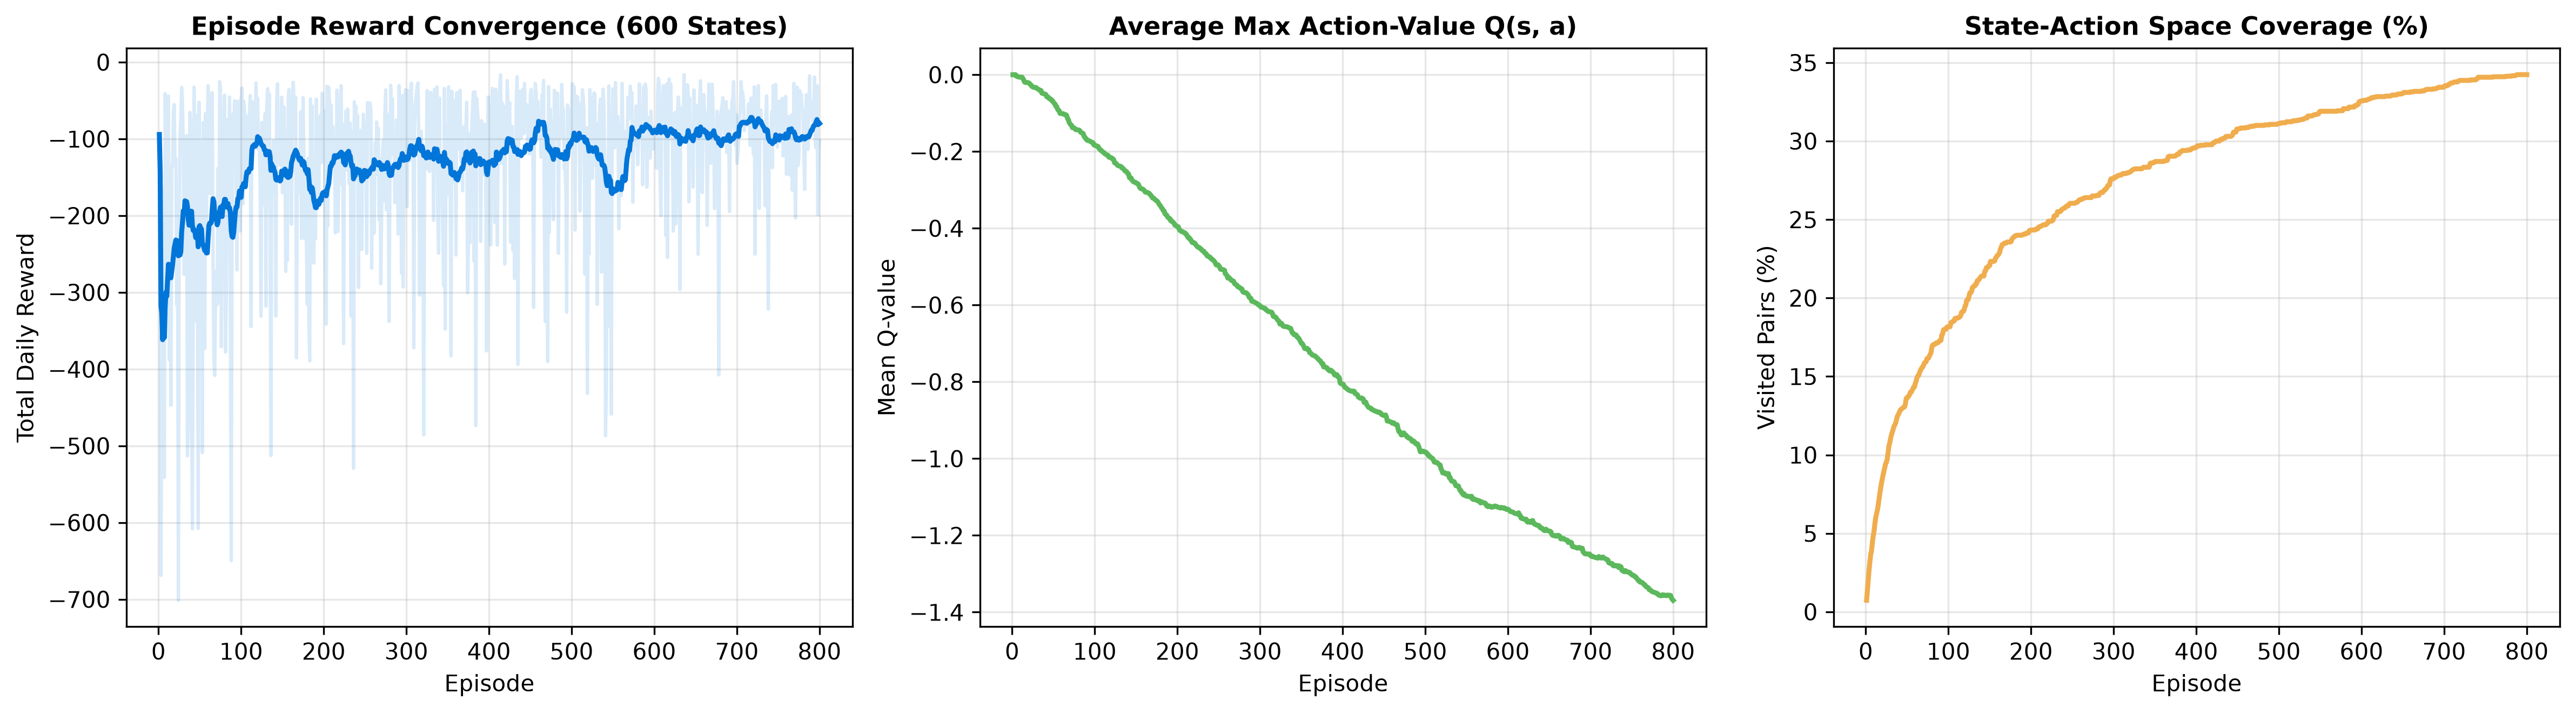 Episode Reward Convergence (600 States)
Total Daily Reward
0
−100
−200
−300
−400
−500
−600
−700
0 100 200 300 400 500 600 700 800
Episode
Average Max Action-Value Q(s, a)
Mean Q-value
0.0
−0.2
−0.4
−0.6
−0.8
−1.0
−1.2
−1.4
0 100 200 300 400 500 600 700 800
Episode
State-Action Space Coverage (%)
Visited Pairs (%)
35
30
25
20
15
10
5
0
0 100 200 300 400 500 600 700 800
Episode